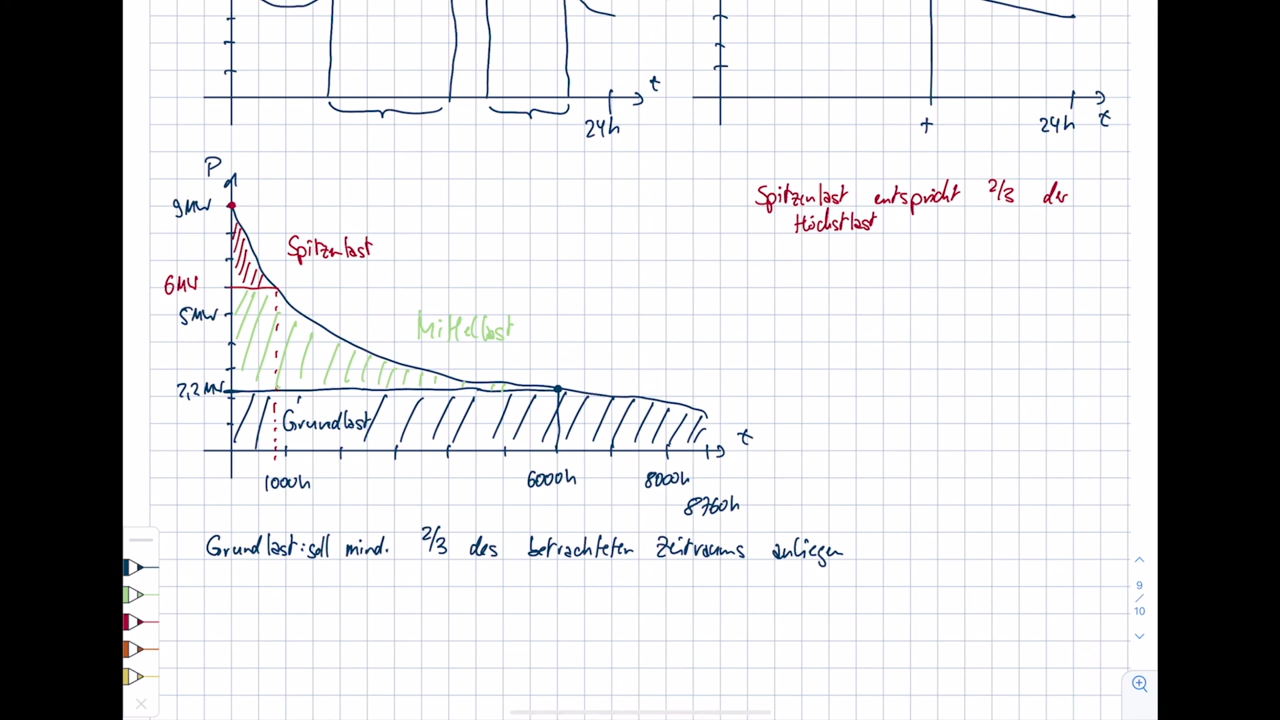 t
24h
t
24h
t
P
9MW
Spitzenlast
6MW
5MW
Mittellast
2,2MW
Grundlast
t
1000h
6000h
8000h
8760h
Spitzenlast entspricht 2/3 der
Höchstlast
Grundlast: soll mind. 2/3 des betrachteten Zeitraums anliegen
9
/
10